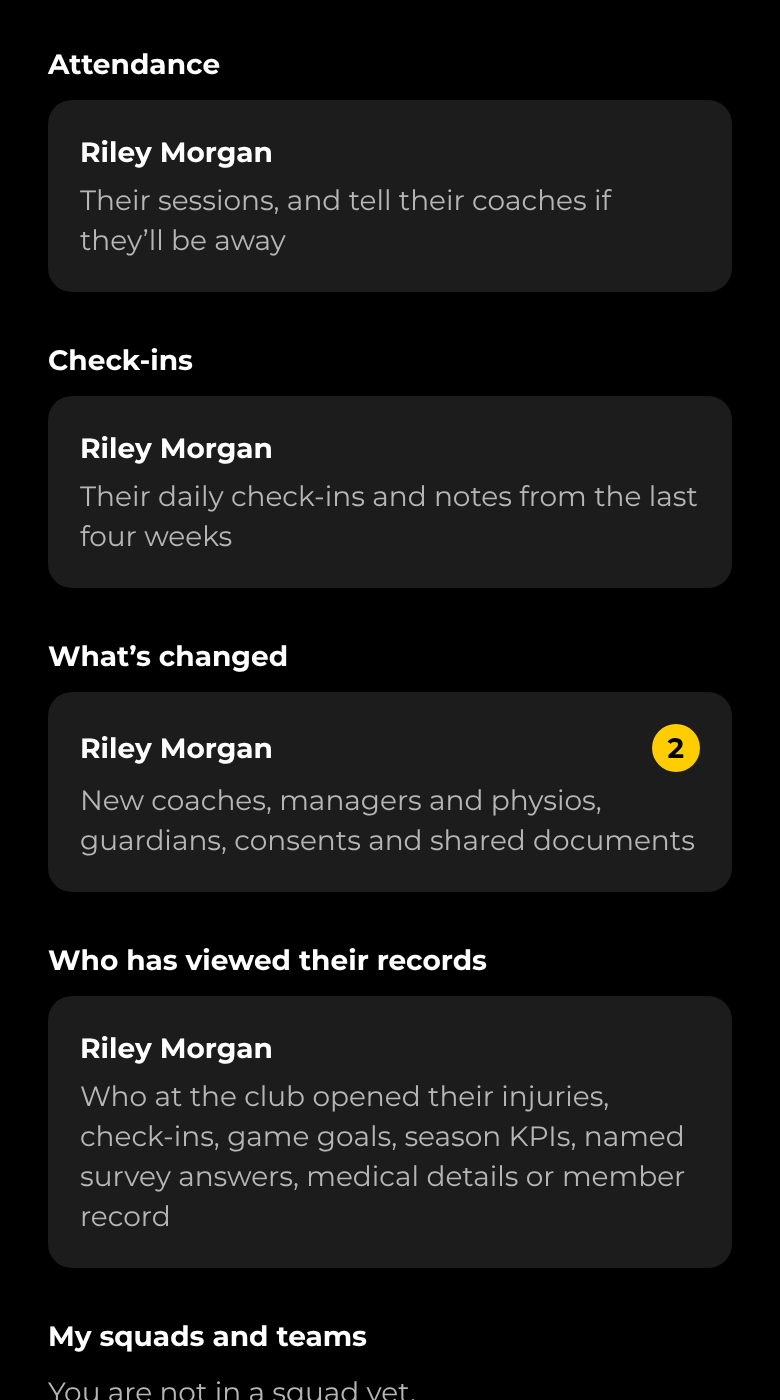 Attendance
Riley Morgan
Their sessions, and tell their coaches if
they’ll be away
Check-ins
Riley Morgan
Their daily check-ins and notes from the last
four weeks
What’s changed
Riley Morgan
2
New coaches, managers and physios,
guardians, consents and shared documents
Who has viewed their records
Riley Morgan
Who at the club opened their injuries,
check-ins, game goals, season KPIs, named
survey answers, medical details or member
record
My squads and teams
You are not in a squad yet.